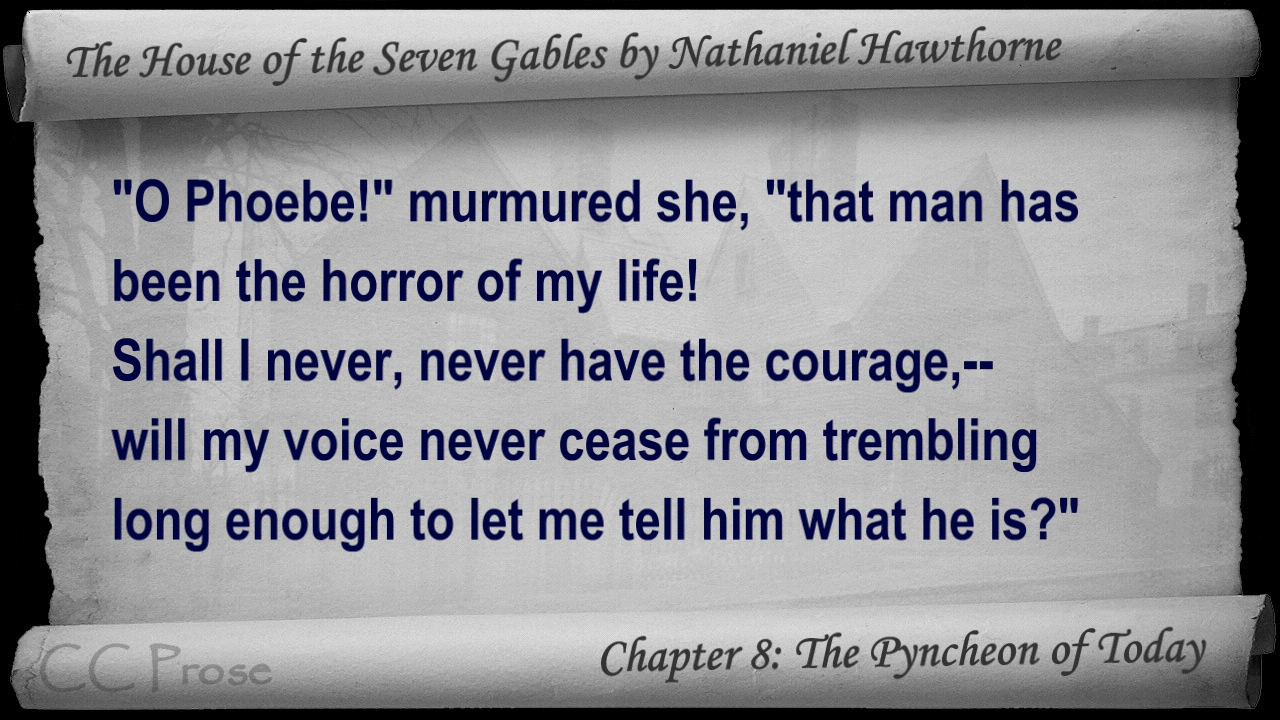 The House of the Seven Gables by Nathaniel Hawthorne
"O Phoebe!" murmured she, "that man has
been the horror of my life!
Shall I never, never have the courage,--
will my voice never cease from trembling
long enough to let me tell him what he is?"
CC Prose
Chapter 8: The Pyncheon of Today